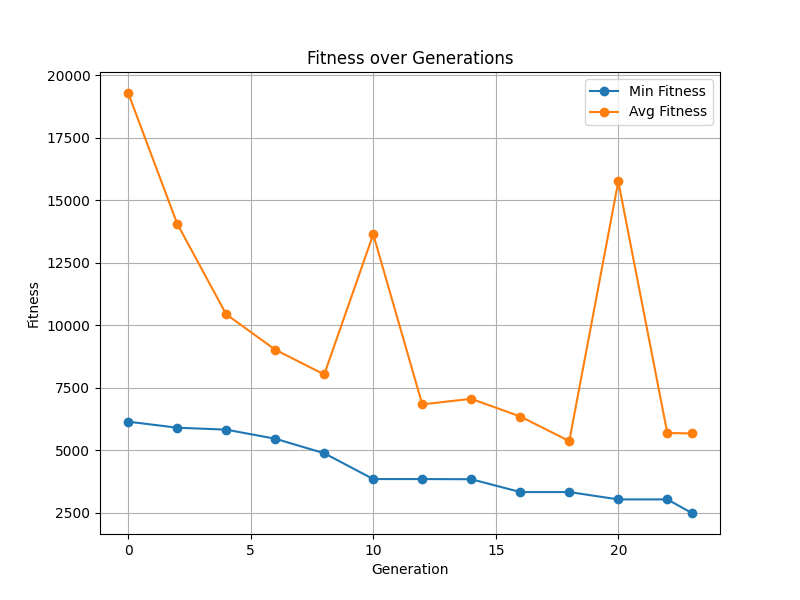 Fitness over Generations
Min Fitness
Avg Fitness
20000
17500
15000
12500
10000
7500
5000
2500
Fitness
0
5
10
15
20
Generation